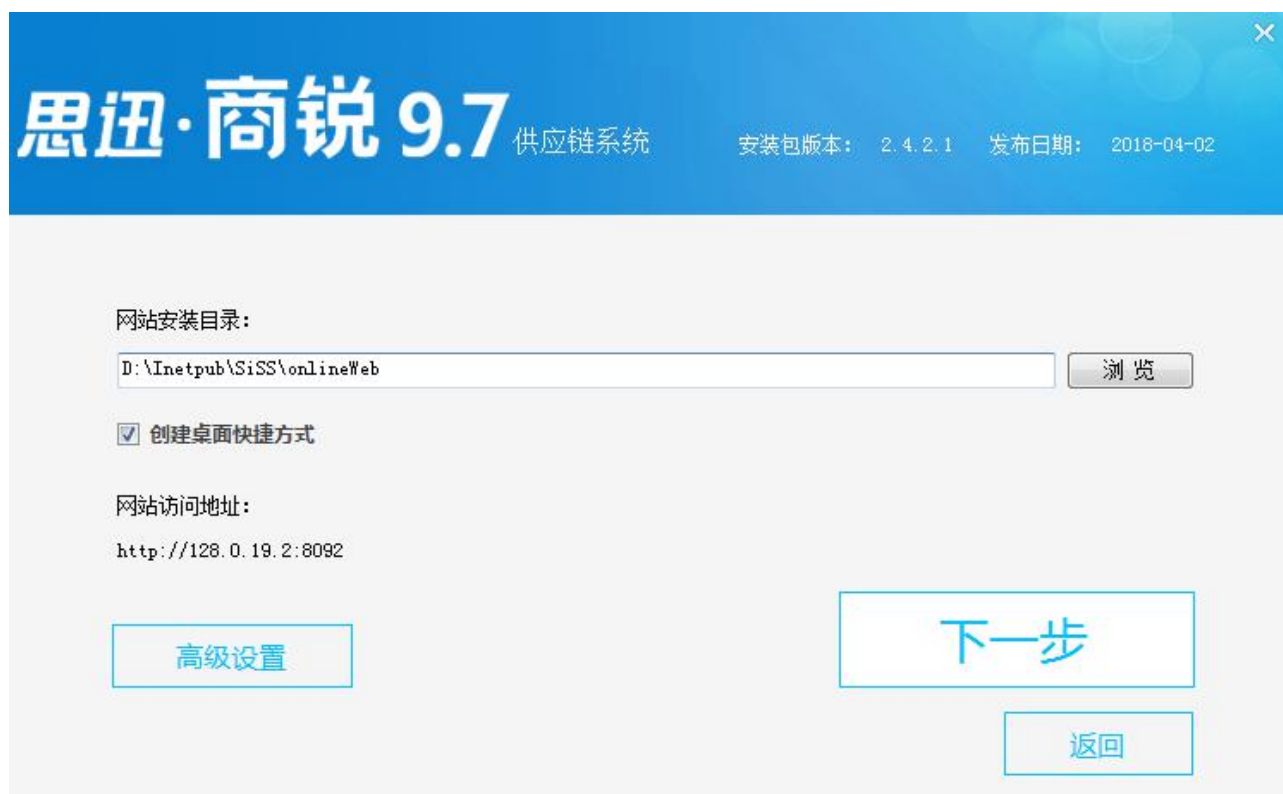 思迅·商锐 9.7 供应链系统 安装包版本： 2.4.2.1 发布日期： 2018-04-02
网站安装目录：
D:\Inetpub\SiSS\onlineWeb 浏 览
创建桌面快捷方式
网站访问地址：
http://128.0.19.2:8092
高级设置 下一步
返回